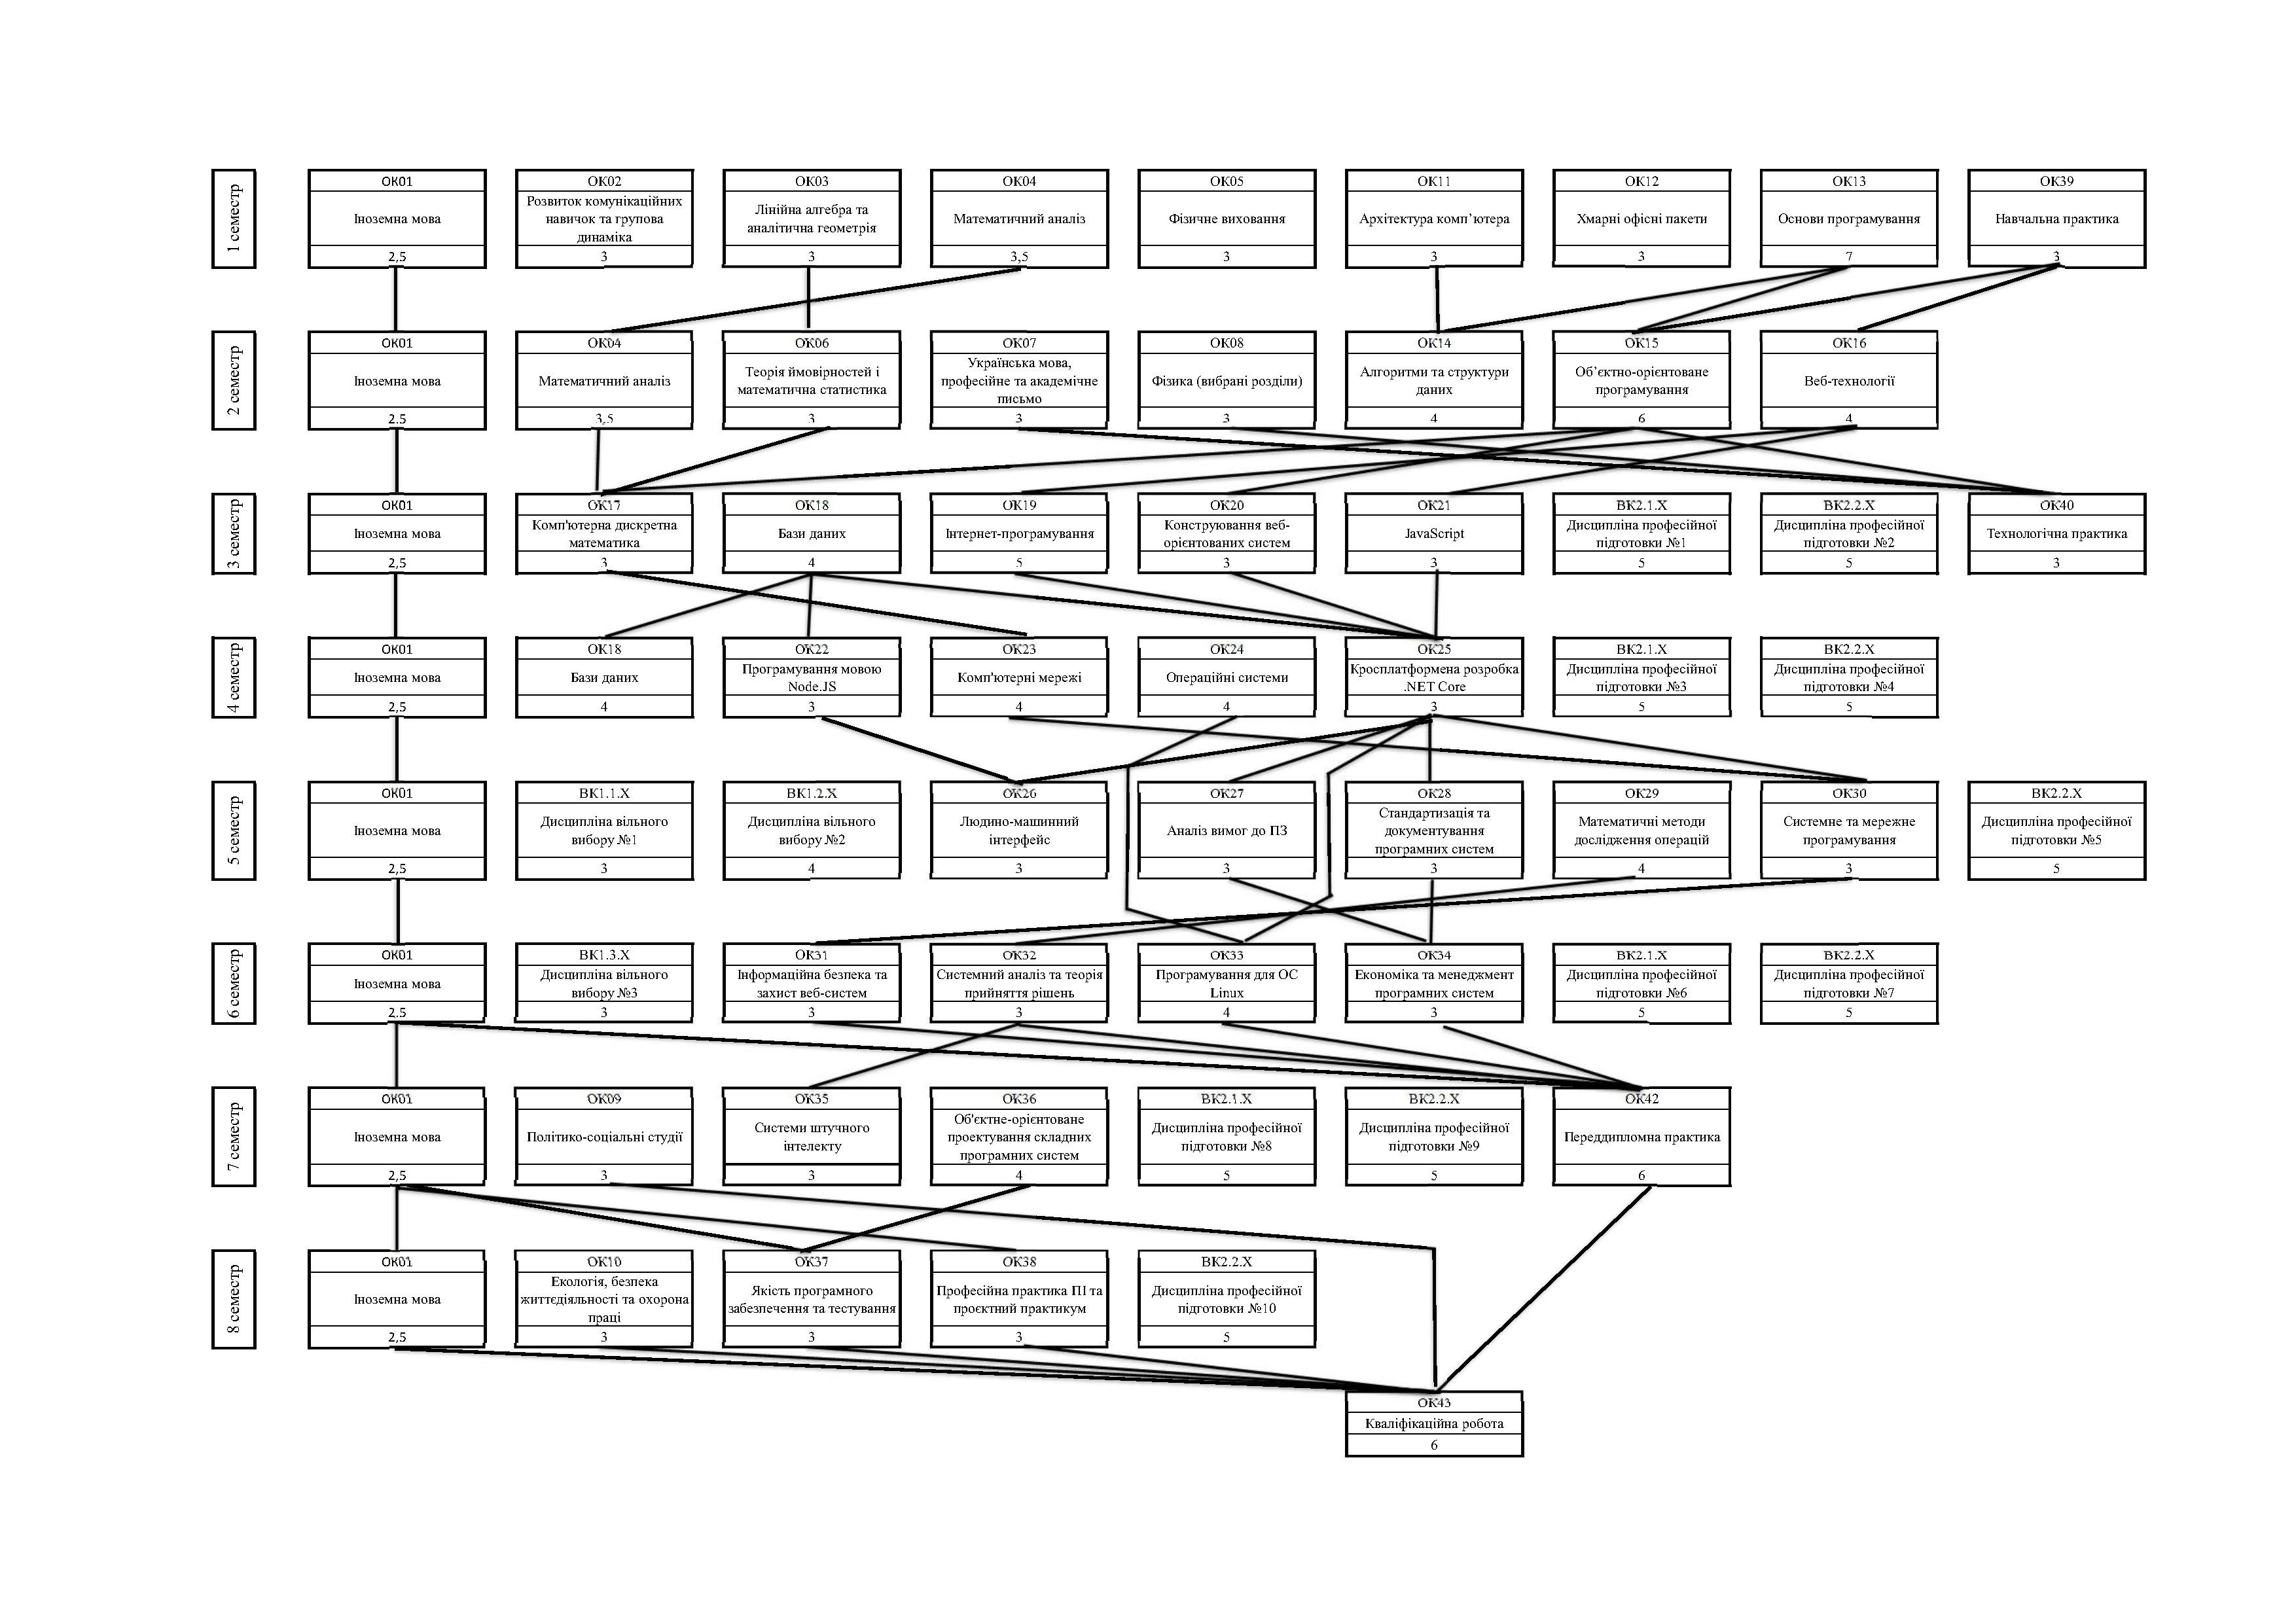 1 семестр
ОК01
Іноземна мова
2,5
ОК02
Розвиток комунікаційних
навичок та групова
динаміка
3
ОК03
Лінійна алгебра та
аналітична геометрія
3
ОК04
Математичний аналіз
3,5
ОК05
Фізичне виховання
3
ОК11
Архітектура комп’ютера
3
ОК12
Хмарні офісні пакети
3
ОК13
Основи програмування
7
ОК39
Навчальна практика
3
2 семестр
ОК01
Іноземна мова
2.5
ОК04
Математичний аналіз
3,5
ОК06
Теорія ймовірностей і
математична статистика
3
ОК07
Українська мова,
професійне та академічне
письмо
3
ОК08
Фізика (вибрані розділи)
3
ОК14
Алгоритми та структури
даних
4
ОК15
Об’єктно-орієнтоване
програмування
6
ОК16
Веб-технології
4
3 семестр
ОК01
Іноземна мова
2,5
ОК17
Комп'ютерна дискретна
математика
3
ОК18
Бази даних
4
ОК19
Інтернет-програмування
5
ОК20
Конструювання веб-
орієнтованих систем
3
ОК21
JavaScript
3
ВК2.1.Х
Дисципліна професійної
підготовки №1
5
ВК2.2.Х
Дисципліна професійної
підготовки №2
5
ОК40
Технологічна практика
3
4 семестр
ОК01
Іноземна мова
2,5
ОК18
Бази даних
4
ОК22
Програмування мовою
Node.JS
3
ОК23
Комп'ютерні мережі
4
ОК24
Операційні системи
4
ОК25
Кросплатформена розробка
.NET Core
3
ВК2.1.Х
Дисципліна професійної
підготовки №3
5
ВК2.2.Х
Дисципліна професійної
підготовки №4
5
5 семестр
ОК01
Іноземна мова
2,5
ВК1.1.Х
Дисципліна вільного
вибору №1
3
ВК1.2.Х
Дисципліна вільного
вибору №2
4
ОК26
Людино-машинний
інтерфейс
3
ОК27
Аналіз вимог до ПЗ
3
ОК28
Стандартизація та
документування
програмних систем
3
ОК29
Математичні методи
дослідження операцій
4
ОК30
Системне та мережне
програмування
3
ВК2.2.Х
Дисципліна професійної
підготовки №5
5
6 семестр
ОК01
Іноземна мова
2.5
ВК1.3.Х
Дисципліна вільного
вибору №3
3
ОК31
Інформаційна безпека та
захист веб-систем
3
ОК32
Системний аналіз та теорія
прийняття рішень
3
ОК33
Програмування для ОС
Linux
4
ОК34
Економіка та менеджмент
програмних систем
3
ВК2.1.Х
Дисципліна професійної
підготовки №6
5
ВК2.2.Х
Дисципліна професійної
підготовки №7
5
7 семестр
ОК01
Іноземна мова
2,5
ОК09
Політико-соціальні студії
3
ОК35
Системи штучного
інтелекту
3
ОК36
Об'єктне-орієнтоване
проектування складних
програмних систем
4
ВК2.1.Х
Дисципліна професійної
підготовки №8
5
ВК2.2.Х
Дисципліна професійної
підготовки №9
5
ОК42
Переддипломна практика
6
8 семестр
ОК01
Іноземна мова
2,5
ОК10
Екологія, безпека
життєдіяльності та охорона
праці
3
ОК37
Якість програмного
забезпечення та тестування
3
ОК38
Професійна практика ПІ та
проєктний практикум
3
ВК2.2.Х
Дисципліна професійної
підготовки №10
5
ОК43
Кваліфікаційна робота
6